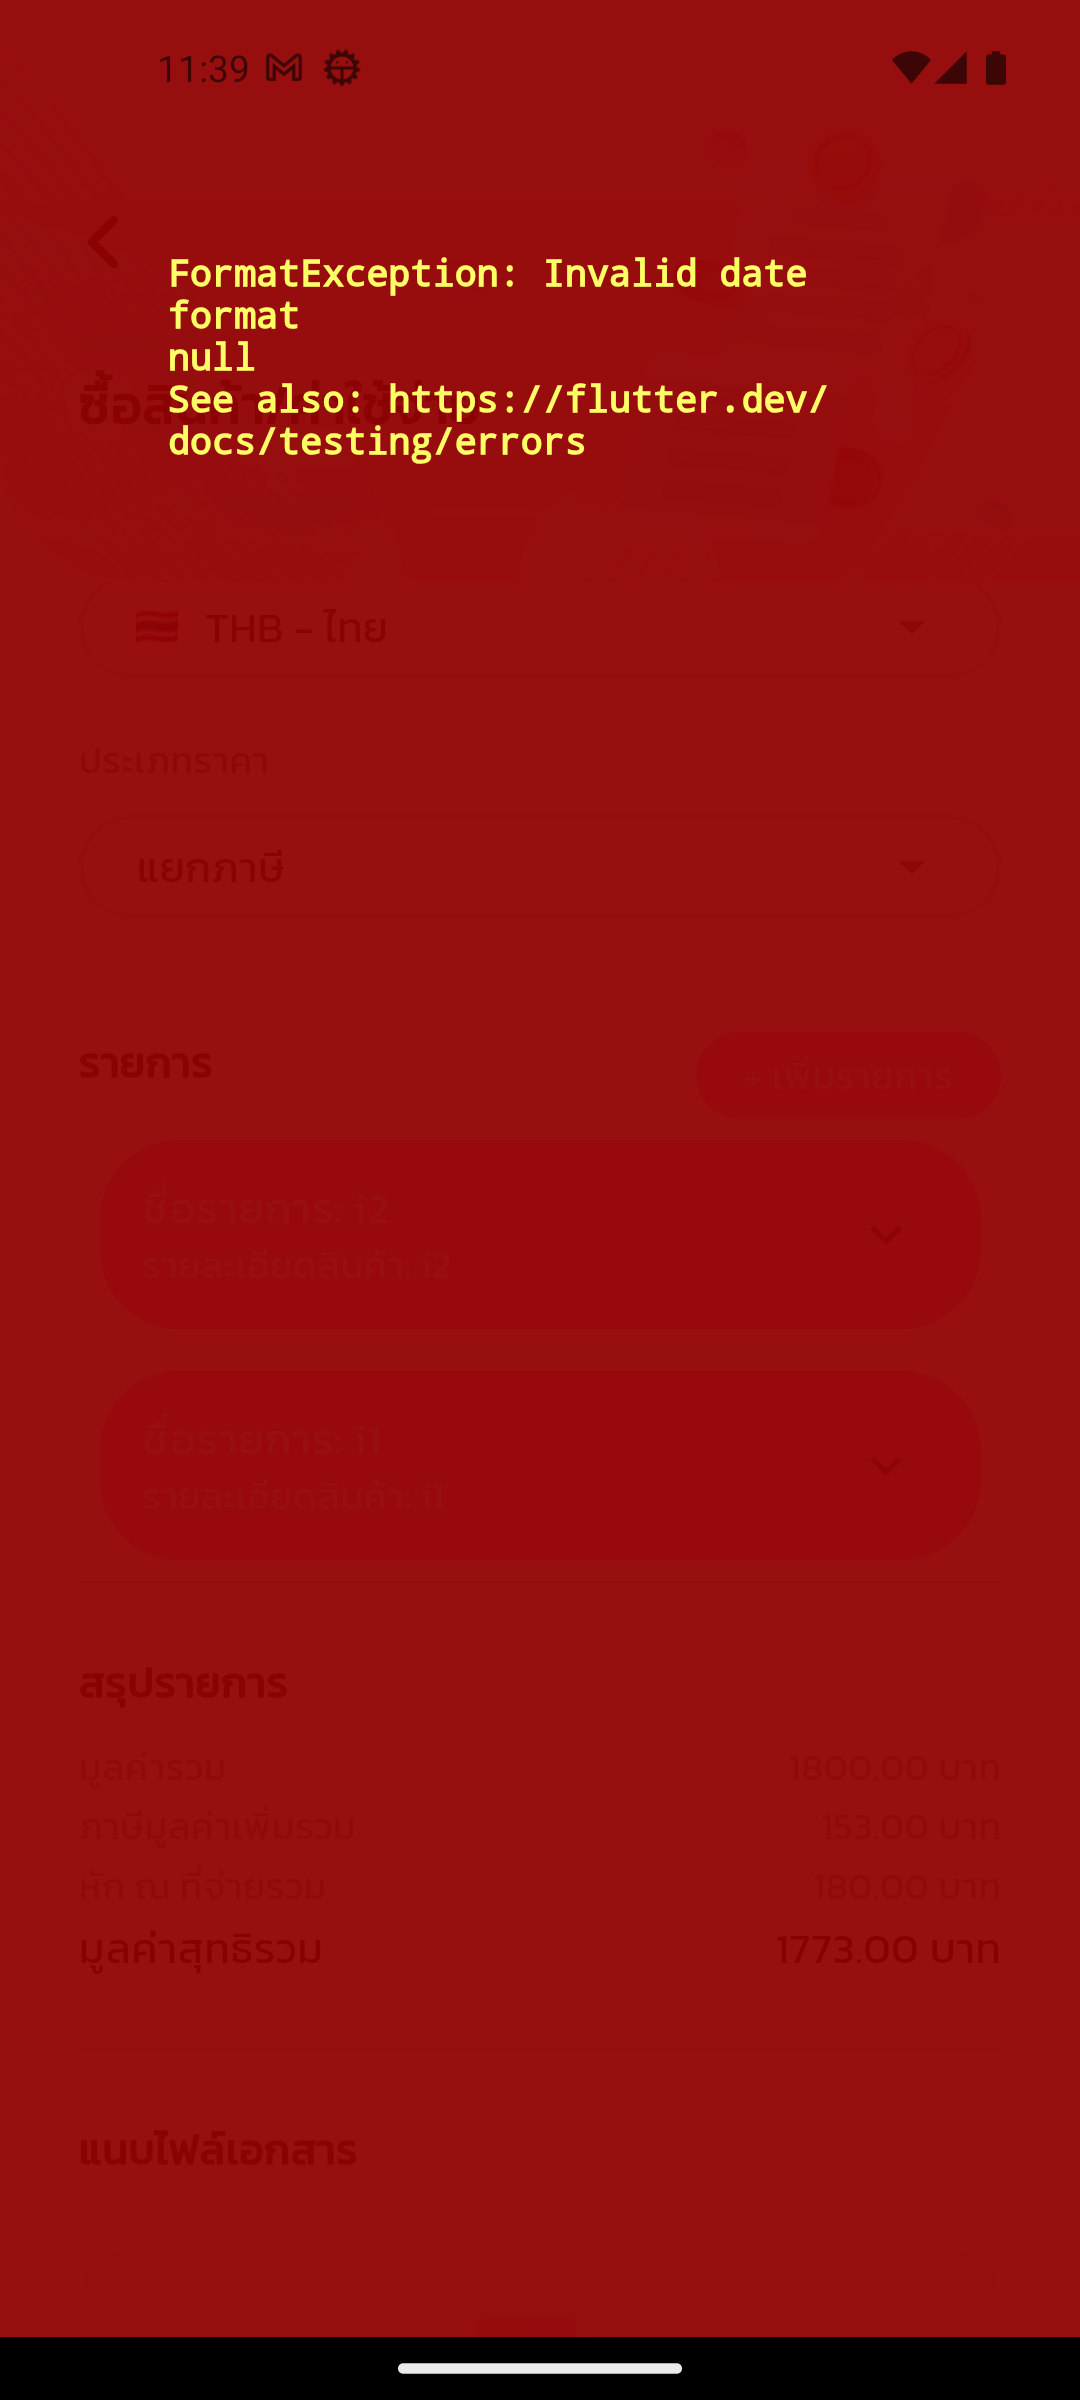 11:39
FormatException: Invalid date
format
null
See also: https://flutter.dev/
docs/testing/errors
THB - ไทย
ประเภทราคา
แยกภาษี
รายการ
+ เพิ่มรายการ
ชื่อรายการ: i2
รายละเอียดสินค้า: i2
ชื่อรายการ: i1
รายละเอียดสินค้า: i1
สรุปรายการ
มูลค่ารวม 1800.00 บาท
ภาษีมูลค่าเพิ่มรวม 153.00 บาท
หัก ณ ที่จ่ายรวม 180.00 บาท
มูลค่าสุทธิรวม 1773.00 บาท
แนบไฟล์เอกสาร